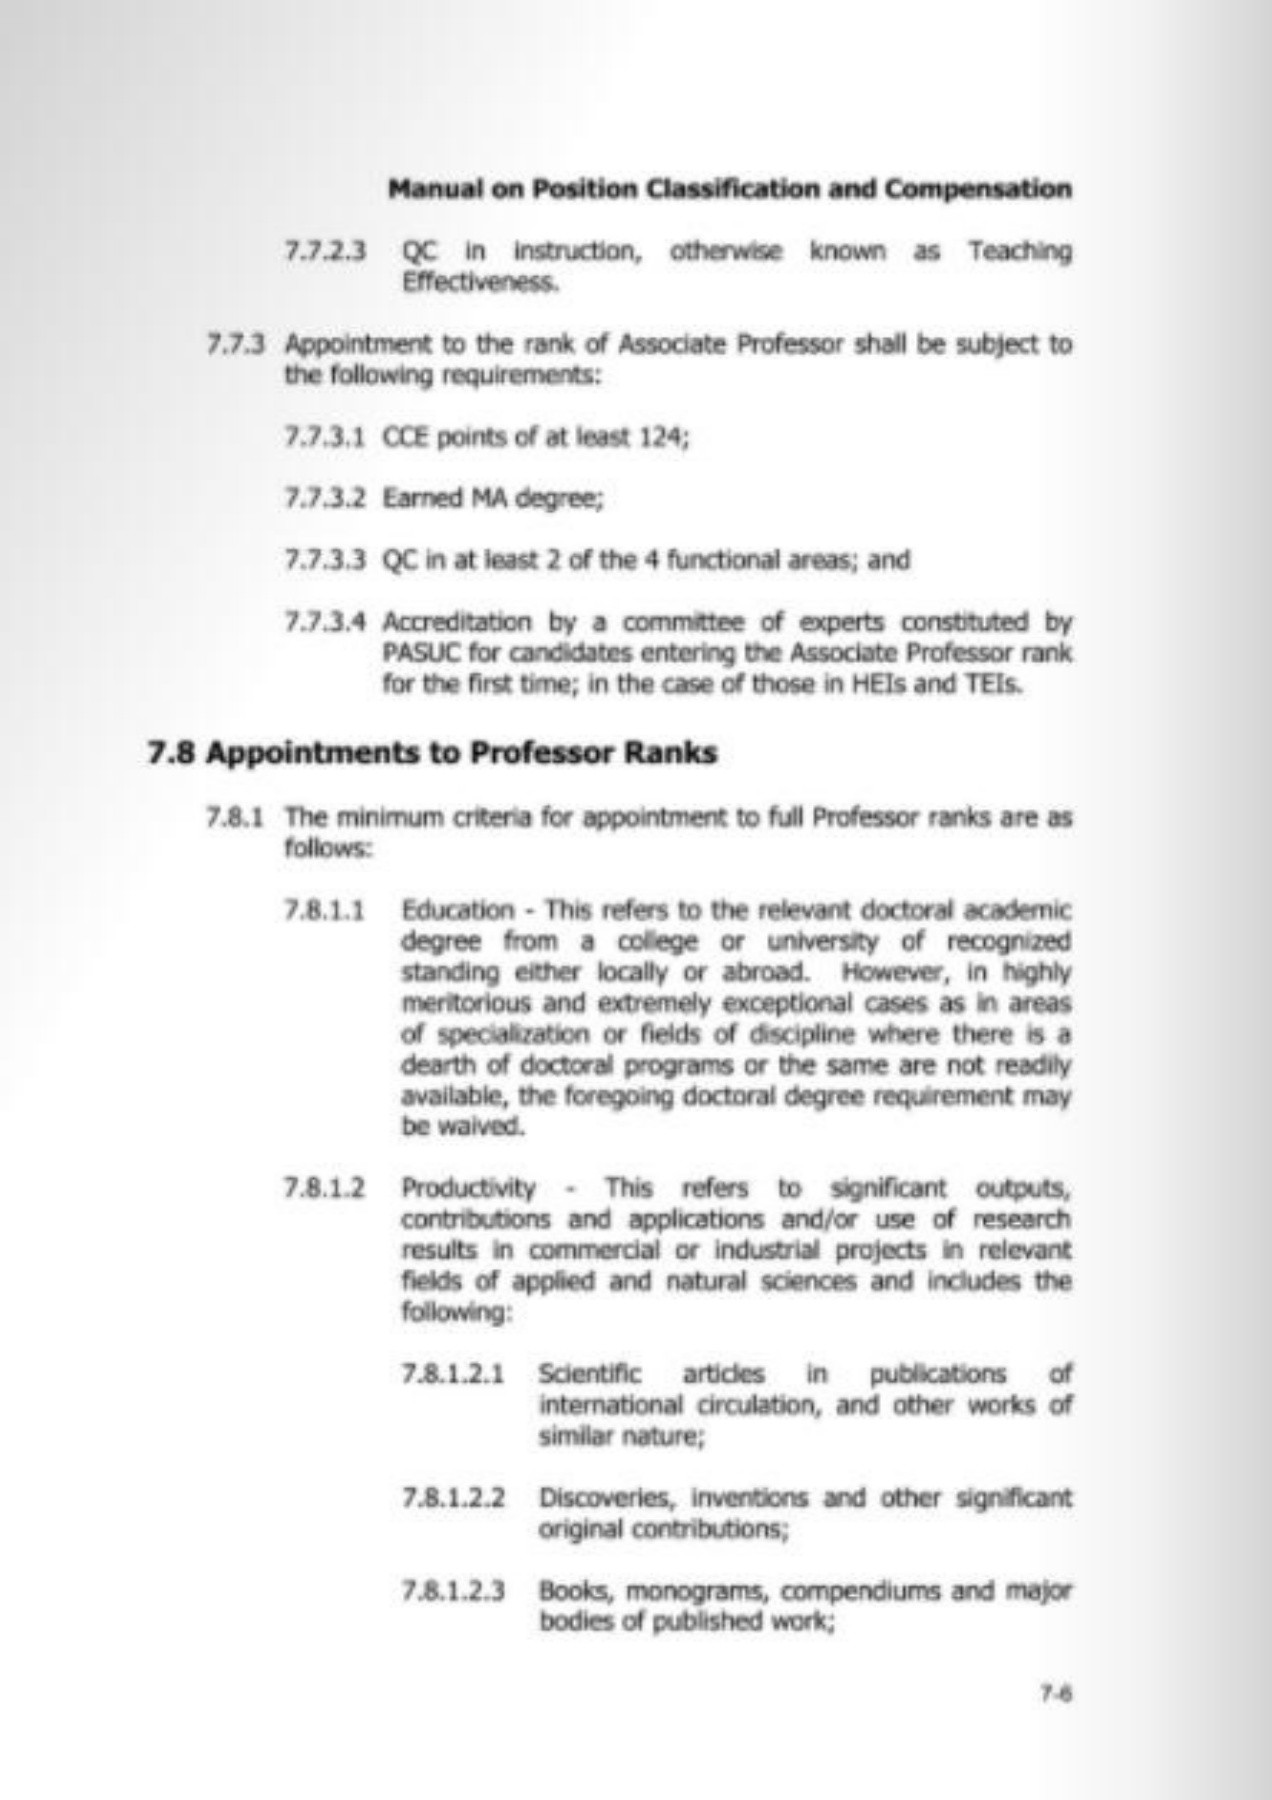 Manual on Position Classification and Compensation
7.7.2.3 QC in instruction, otherwise known as Teaching
Effectiveness.
7.7.3 Appointment to the rank of Associate Professor shall be subject to
the following requirements:
7.7.3.1 CCE points of at least 124;
7.7.3.2 Earned MA degree;
7.7.3.3 QC in at least 2 of the 4 functional areas; and
7.7.3.4 Accreditation by a committee of experts constituted by
PASUC for candidates entering the Associate Professor rank
for the first time; in the case of those in HEIs and TEIs.
7.8 Appointments to Professor Ranks
7.8.1 The minimum criteria for appointment to full Professor ranks are as
follows:
7.8.1.1 Education - This refers to the relevant doctoral academic
degree from a college or university of recognized
standing either locally or abroad. However, in highly
meritorious and extremely exceptional cases as in areas
of specialization or fields of discipline where there is a
dearth of doctoral programs or the same are not readily
available, the foregoing doctoral degree requirement may
be waived.
7.8.1.2 Productivity - This refers to significant outputs,
contributions and applications and/or use of research
results in commercial or industrial projects in relevant
fields of applied and natural sciences and includes the
following:
7.8.1.2.1 Scientific articles in publications of
international circulation, and other works of
similar nature;
7.8.1.2.2 Discoveries, inventions and other significant
original contributions;
7.8.1.2.3 Books, monograms, compendiums and major
bodies of published work;
7-6